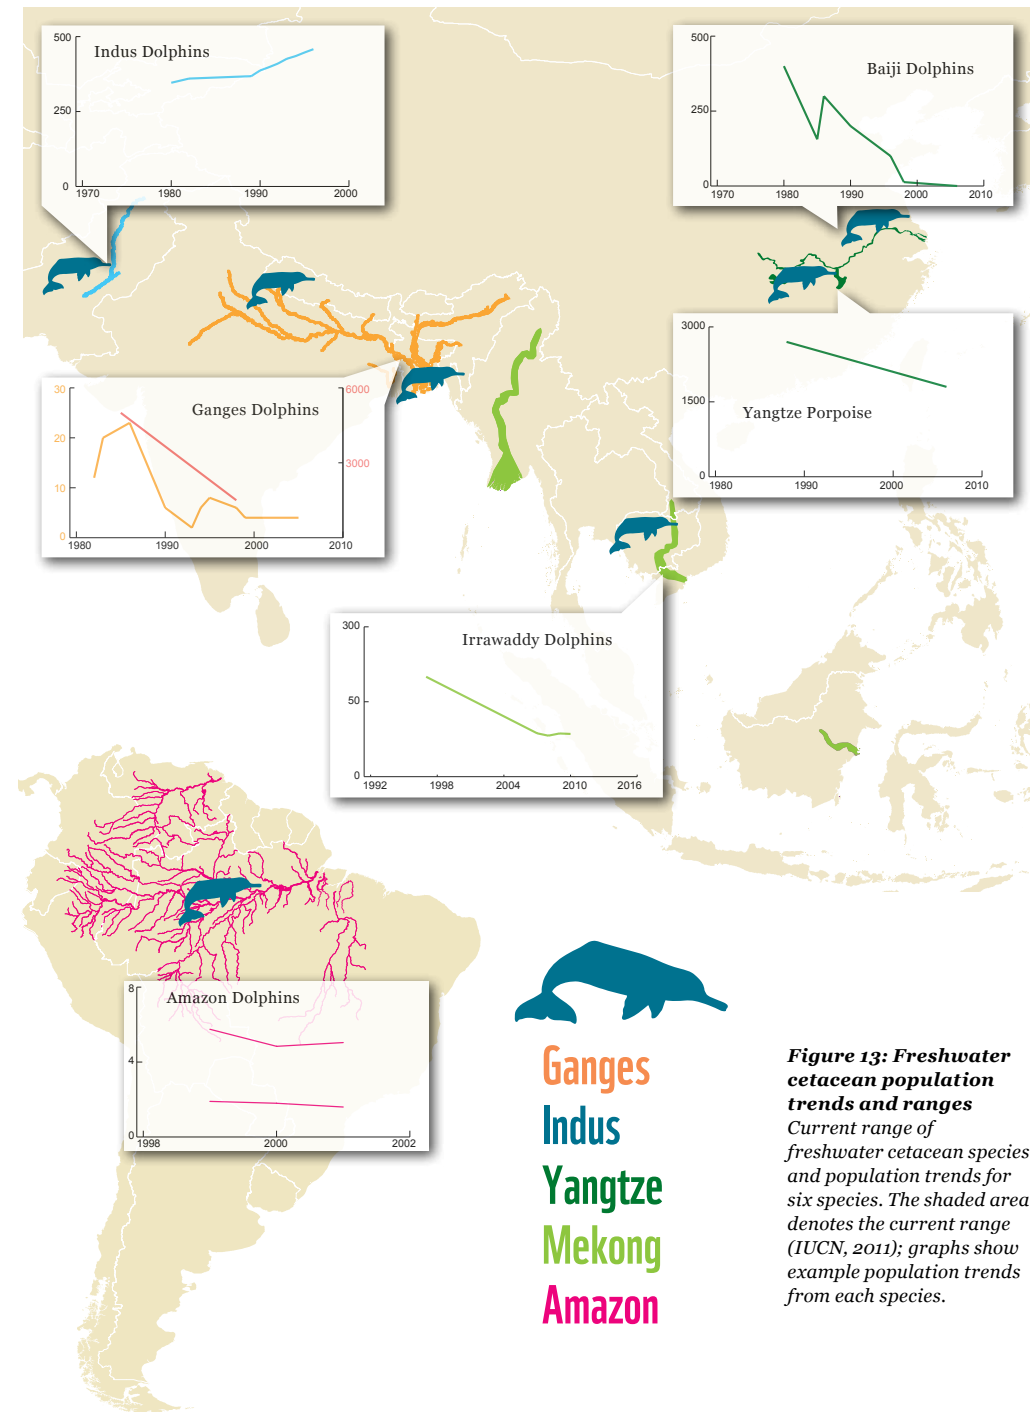 500
Indus Dolphins
250
0
1970
1980
1990
2000
500
Baiji Dolphins
250
0
1970
1980
1990
2000
2010
30
6000
Ganges Dolphins
20
3000
10
0
1980
1990
2000
2010
3000
1500
Yangtze Porpoise
0
1980
1990
2000
2010
300
Irrawaddy Dolphins
50
0
1992
1998
2004
2010
2016
8
Amazon Dolphins
4
0
1998
2000
2002
Ganges
Indus
Yangtze
Mekong
Amazon
Figure 13: Freshwater
cetacean population
trends and ranges
Current range of
freshwater cetacean species
and population trends for
six species. The shaded area
denotes the current range
(IUCN, 2011); graphs show
example population trends
from each species.